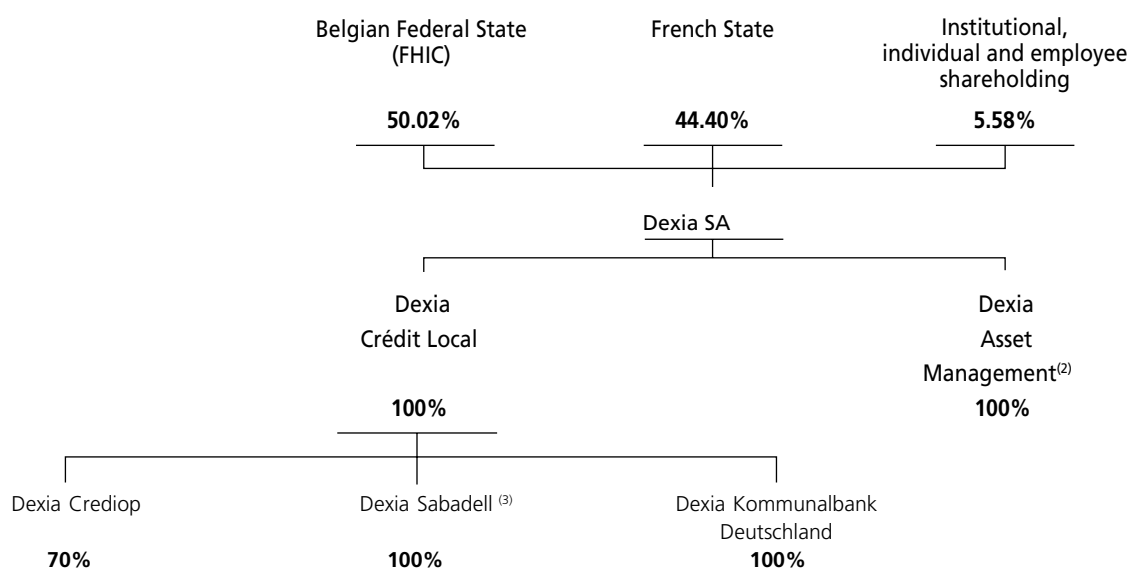 Belgian Federal State
(FHIC)
50.02%
French State
44.40%
Institutional,
individual and employee
shareholding
5.58%
Dexia SA
Dexia
Crédit Local
100%
Dexia
Asset
Management(2)
100%
Dexia Crediop
70%
Dexia Sabadell (3)
100%
Dexia Kommunalbank
Deutschland
100%